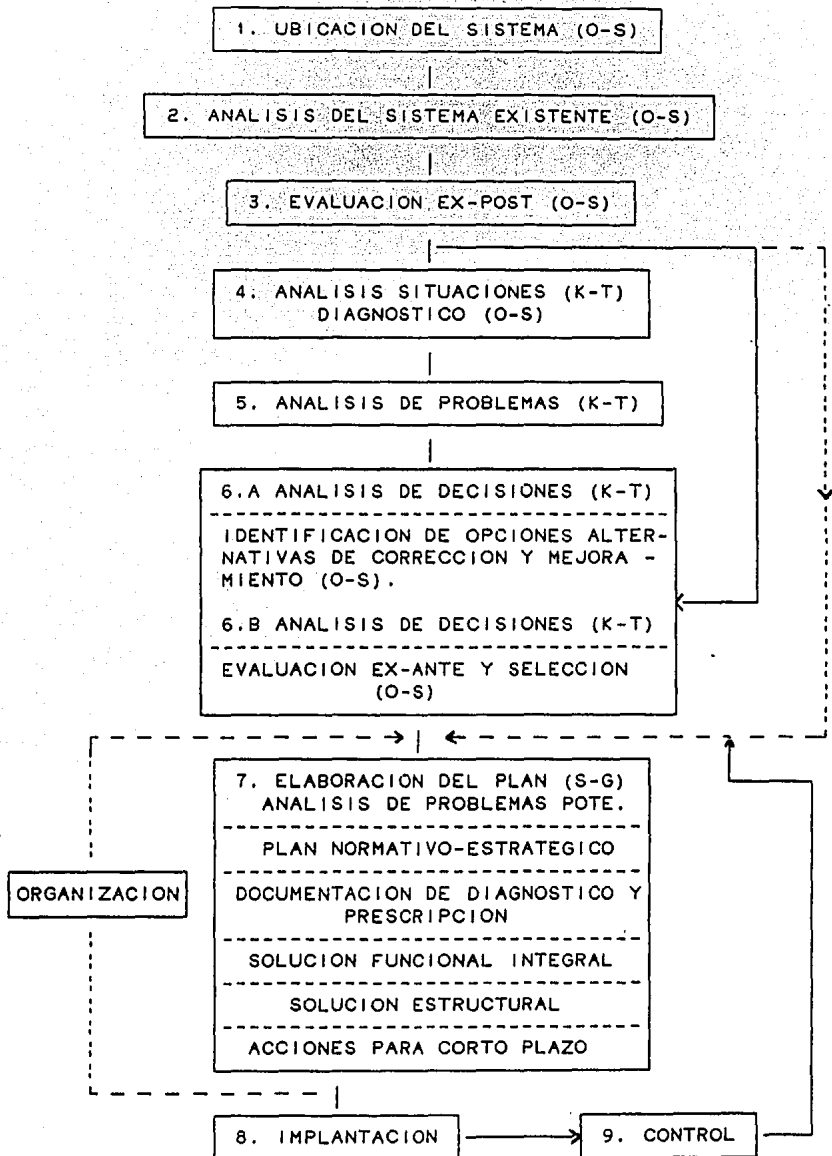 1. UBICACION DEL SISTEMA (O-S)
2. ANALISIS DEL SISTEMA EXISTENTE (O-S)
3. EVALUACION EX-POST (O-S)
4. ANALISIS SITUACIONES (K-T)
DIAGNOSTICO (O-S)
5. ANALISIS DE PROBLEMAS (K-T)
6.A ANALISIS DE DECISIONES (K-T)
IDENTIFICACION DE OPCIONES ALTER-
NATIVAS DE CORRECCION Y MEJORA -
MIENTO (O-S).
6.B ANALISIS DE DECISIONES (K-T)
EVALUACION EX-ANTE Y SELECCION
(O-S)
7. ELABORACION DEL PLAN (S-G)
ANALISIS DE PROBLEMAS POTE.
PLAN NORMATIVO-ESTRATEGICO
ORGANIZACION
DOCUMENTACION DE DIAGNOSTICO Y
PRESCRIPCION
SOLUCION FUNCIONAL INTEGRAL
SOLUCION ESTRUCTURAL
ACCIONES PARA CORTO PLAZO
8. IMPLANTACION
9. CONTROL